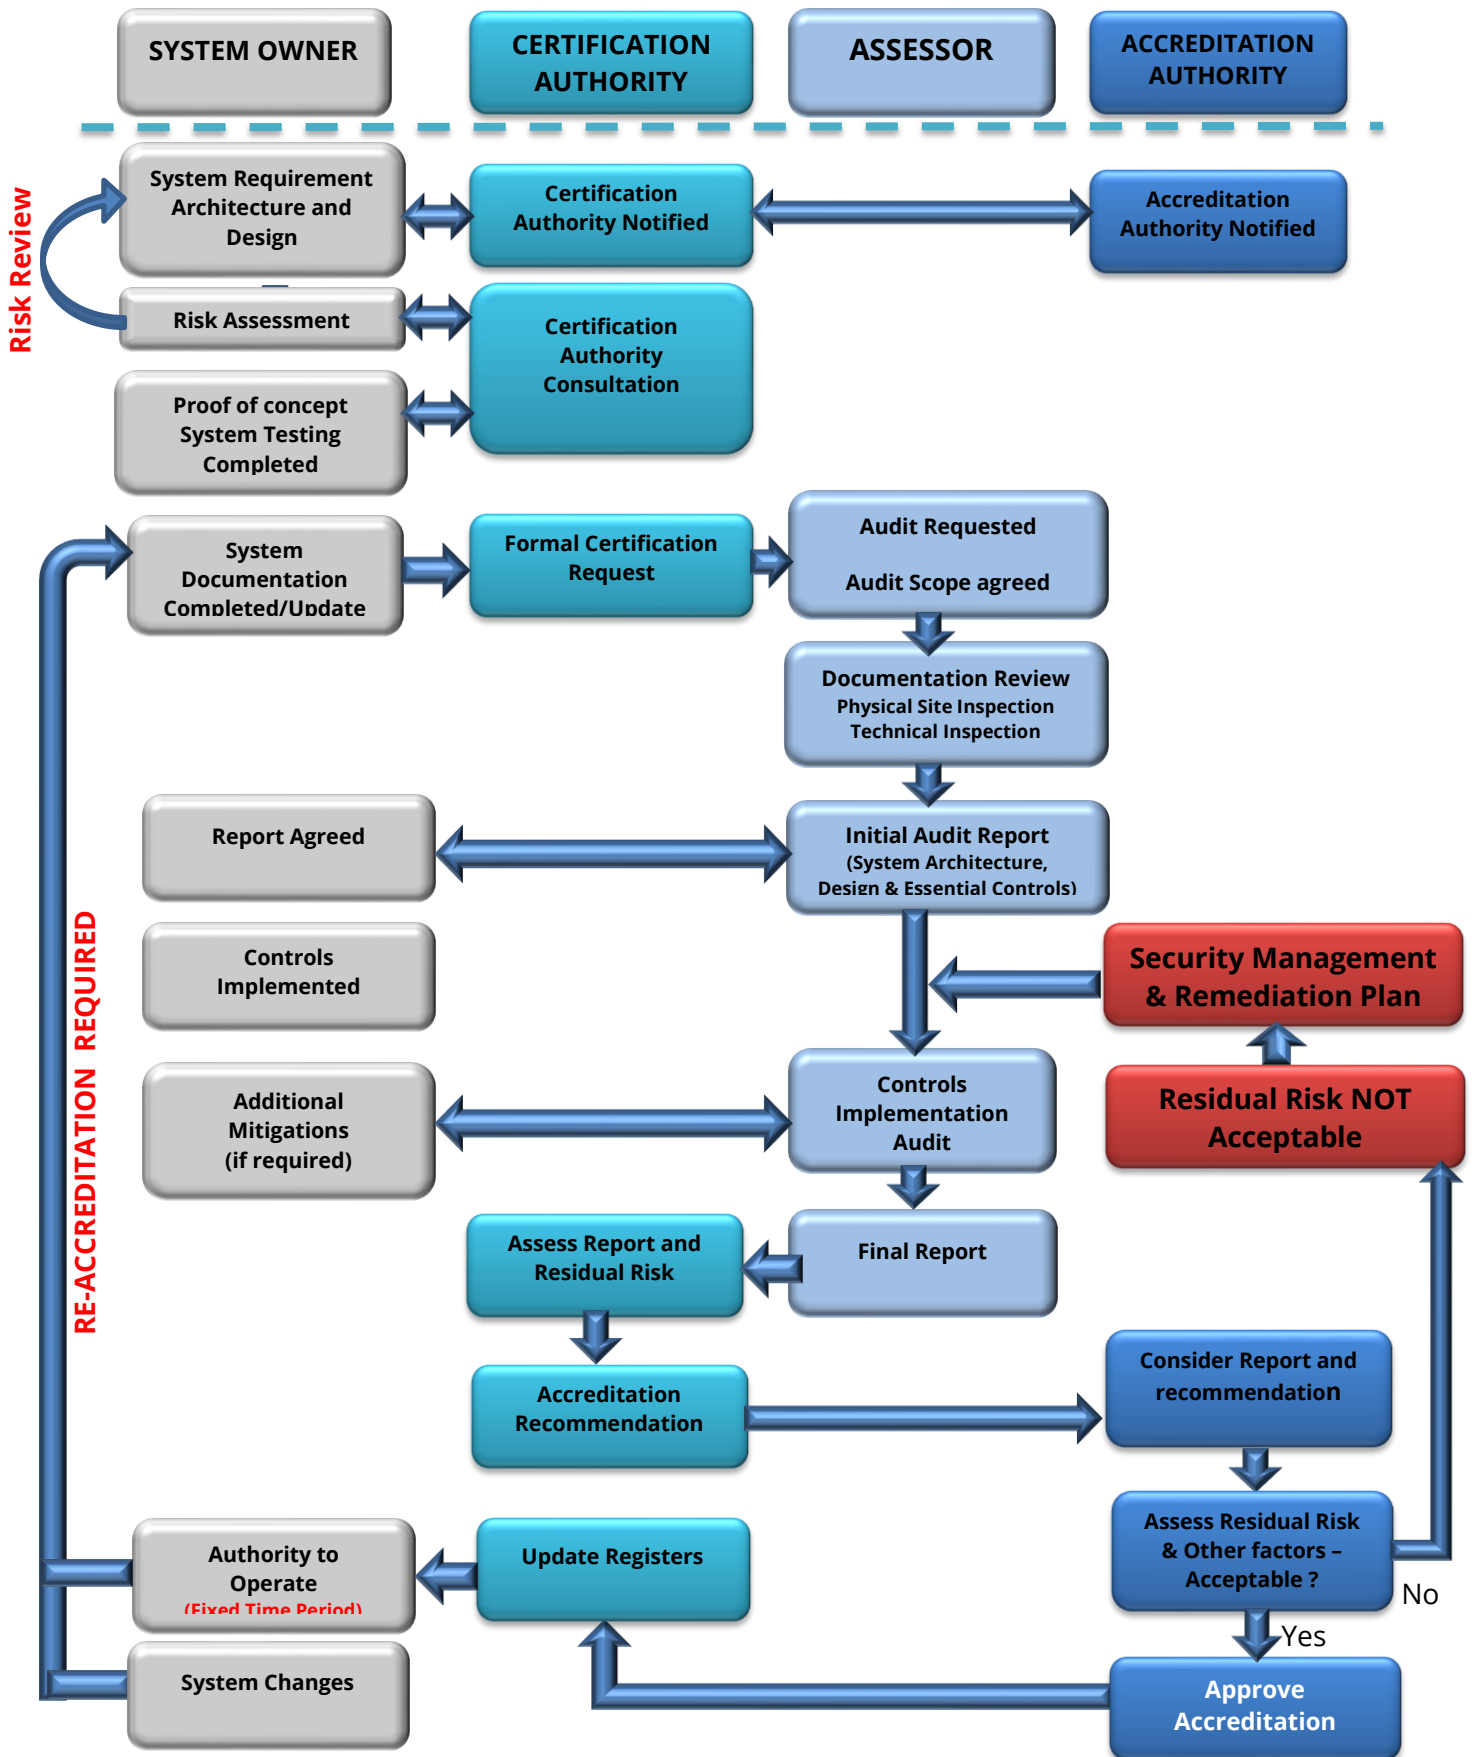 SYSTEM OWNER
CERTIFICATION
AUTHORITY
ASSESSOR
ACCREDITATION
AUTHORITY
System Requirement
Architecture and
Design
Certification
Authority Notified
Accreditation
Authority Notified
Risk Review
Risk Assessment
Certification
Authority
Consultation
Proof of concept
System Testing
Completed
System
Documentation
Completed/Update
Formal Certification
Request
Audit Requested
Audit Scope agreed
Documentation Review
Physical Site Inspection
Technical Inspection
Report Agreed
Initial Audit Report
(System Architecture,
Design & Essential Controls)
Controls
Implemented
Security Management
& Remediation Plan
RE-ACCREDITATION REQUIRED
Additional
Mitigations
(if required)
Controls
Implementation
Audit
Residual Risk NOT
Acceptable
Assess Report and
Residual Risk
Final Report
Accreditation
Recommendation
Consider Report and
recommendation
Authority to
Operate
(Fixed Time Period)
Update Registers
Assess Residual Risk
& Other factors –
Acceptable ?
No
Yes
System Changes
Approve
Accreditation